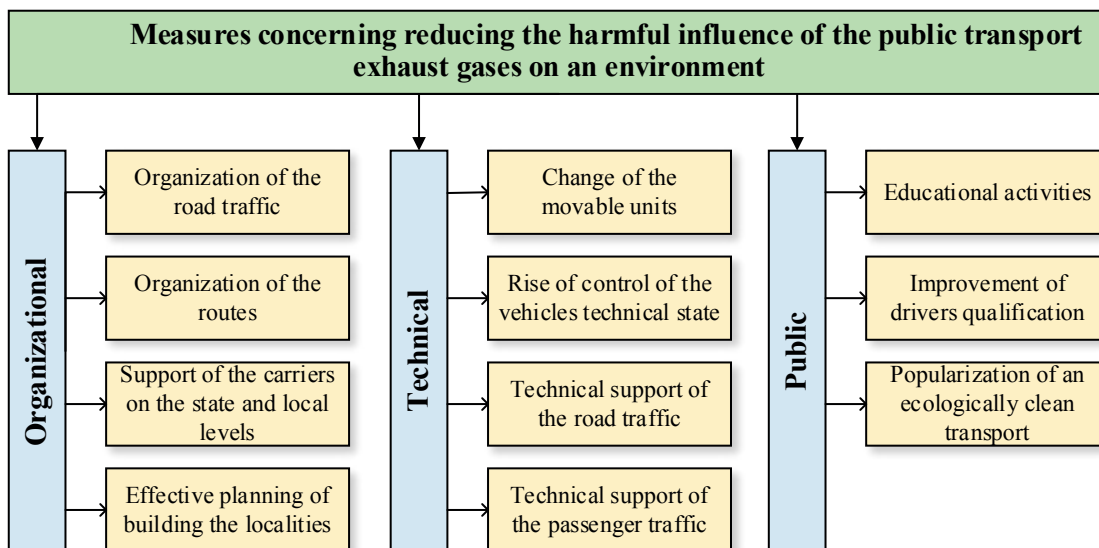 Measures concerning reducing the harmful influence of the public transport
exhaust gases on an environment
Organizational
Organization of the
road traffic
Organization of the
routes
Support of the carriers
on the state and local
levels
Effective planning of
building the localities
Technical
Change of the
movable units
Rise of control of the
vehicles technical state
Technical support of
the road traffic
Technical support of
the passenger traffic
Public
Educational activities
Improvement of
drivers qualification
Popularization of an
ecologically clean
transport